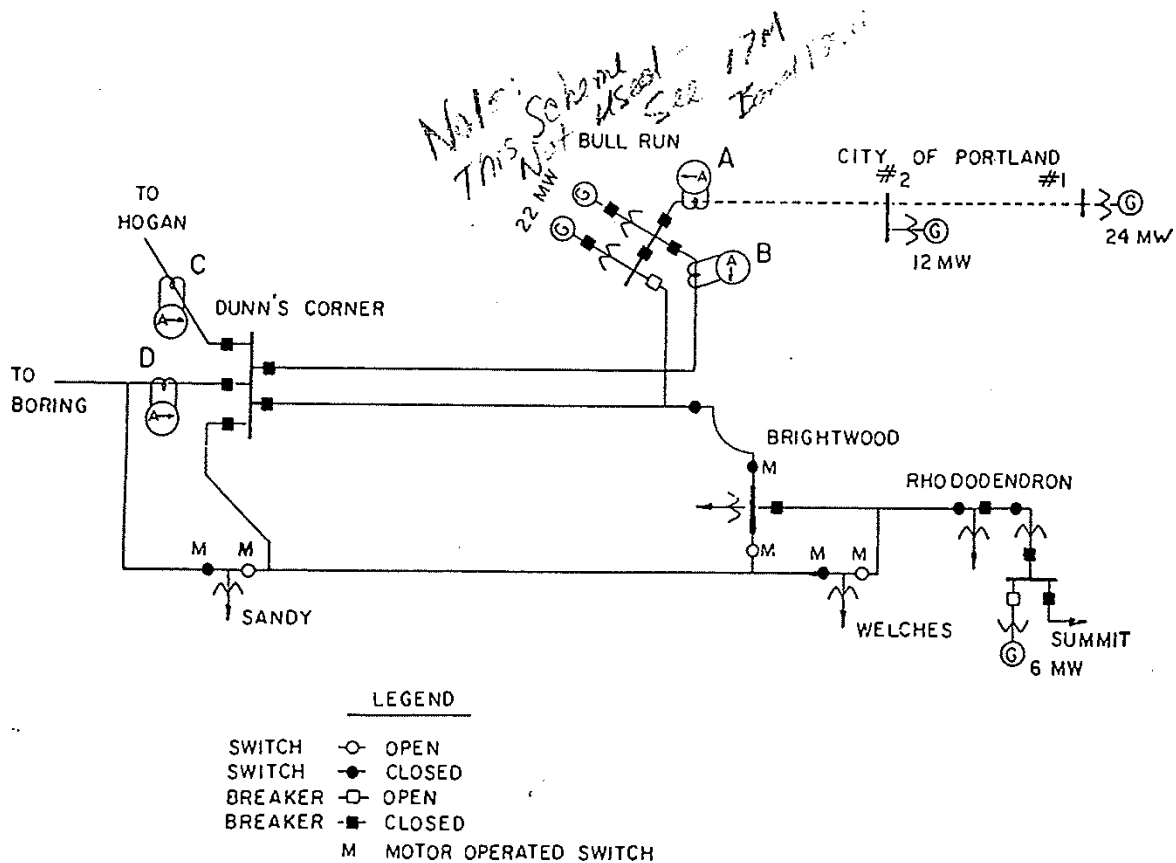 Note:
This Scheme
Not Used -
See 17M
BULL RUN
A
CITY OF PORTLAND
#2
#1
TO
HOGAN
22 MW
G
G
A
G
24 MW
G
12 MW
B
A
C
A
DUNN'S CORNER
D
TO
BORING
A
BRIGHTWOOD
M
RHODODENDRON
M
M
M
M
M
SANDY
WELCHES
SUMMIT
G
6 MW
LEGEND
SWITCH OPEN
SWITCH CLOSED
BREAKER OPEN
BREAKER CLOSED
M MOTOR OPERATED SWITCH